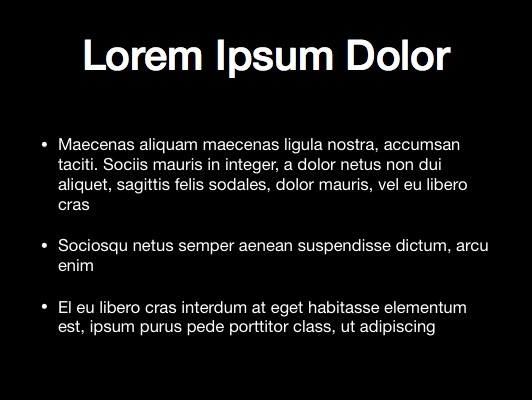 Lorem Ipsum Dolor
• Maecenas aliquam maecenas ligula nostra, accumsan
taciti. Sociis mauris in integer, a dolor netus non dui
aliquet, sagittis felis sodales, dolor mauris, vel eu libero
cras
• Sociosqu netus semper aenean suspendisse dictum, arcu
enim
• El eu libero cras interdum at eget habitasse elementum
est, ipsum purus pede porttitor class, ut adipiscing